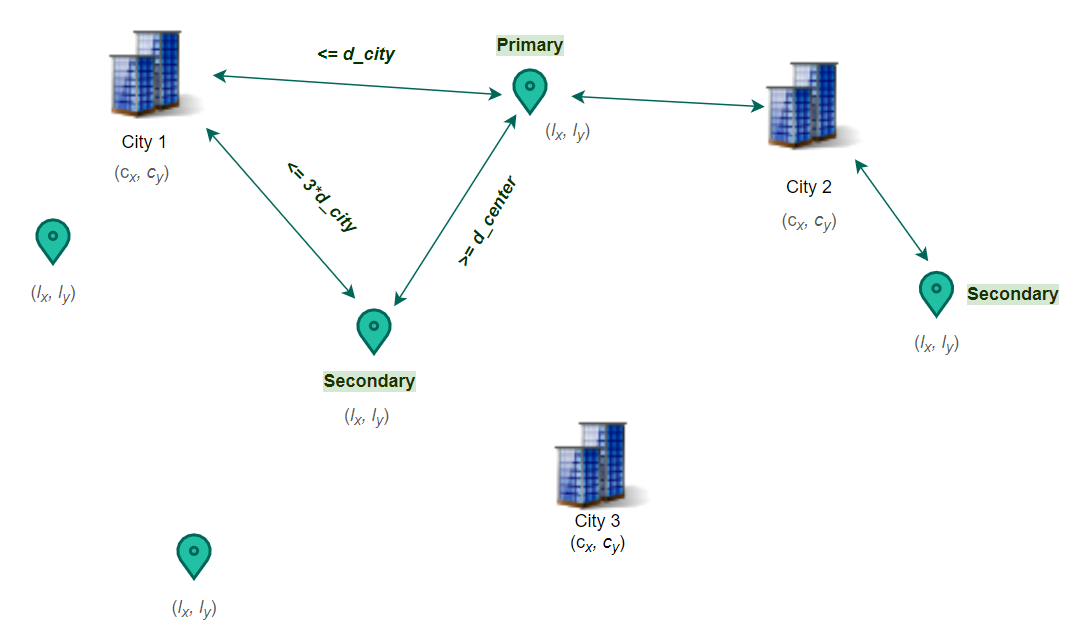 <= d_city
Primary
(lx, ly)
City 1
(cx, cy)
<= 3*d_city
>= d_center
City 2
(cx, cy)
(lx, ly)
Secondary
(lx, ly)
Secondary
(lx, ly)
City 3
(cx, cy)
(lx, ly)